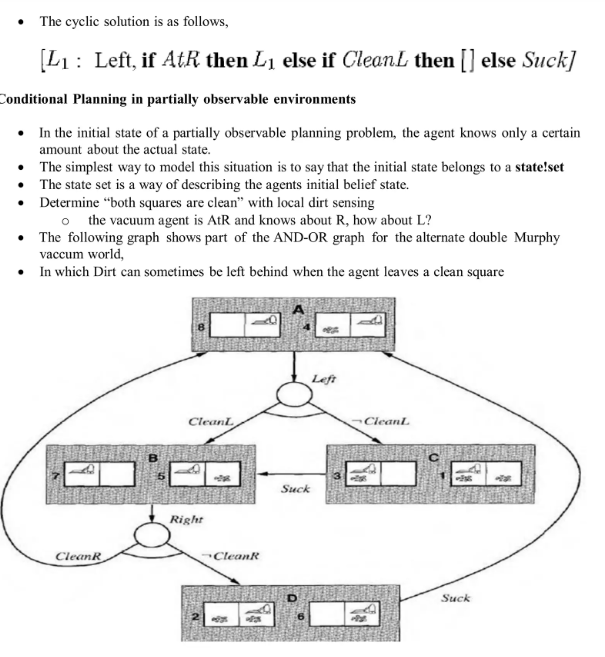 • The cyclic solution is as follows,
[L₁ : Left, if AtR then L₁ else if CleanL then [ ] else Suck]
Conditional Planning in partially observable environments
• In the initial state of a partially observable planning problem, the agent knows only a certain
amount about the actual state.
• The simplest way to model this situation is to say that the initial state belongs to a state!set
• The state set is a way of describing the agents initial belief state.
• Determine “both squares are clean” with local dirt sensing
o the vacuum agent is AtR and knows about R, how about L?
• The following graph shows part of the AND-OR graph for the alternate double Murphy
vaccum world,
• In which Dirt can sometimes be left behind when the agent leaves a clean square
A
8 4
Left
CleanL ¬CleanL
B C
7 5 3 1
Suck
Right
CleanR ¬CleanR
D
2 6
Suck